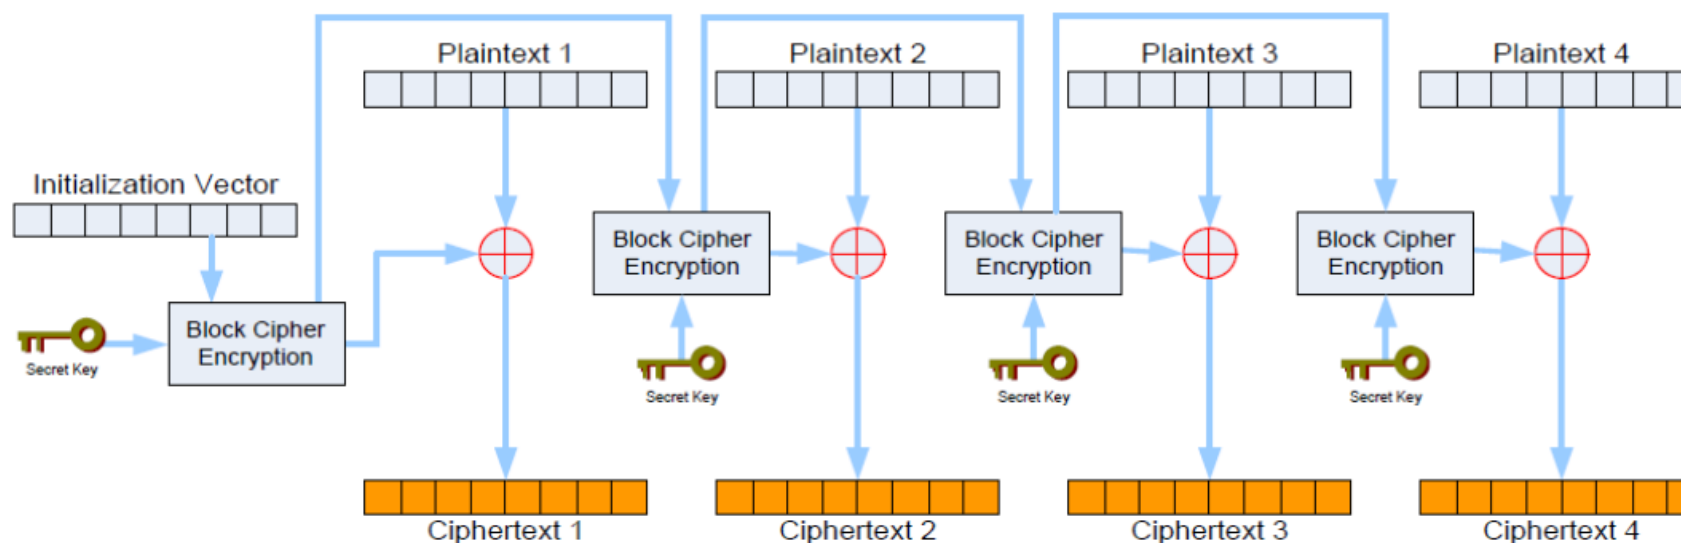 Plaintext 1
Plaintext 2
Plaintext 3
Plaintext 4
Initialization Vector
Block Cipher
Encryption
Block Cipher
Encryption
Block Cipher
Encryption
Block Cipher
Encryption
Secret Key
Secret Key
Secret Key
Secret Key
Ciphertext 1
Ciphertext 2
Ciphertext 3
Ciphertext 4